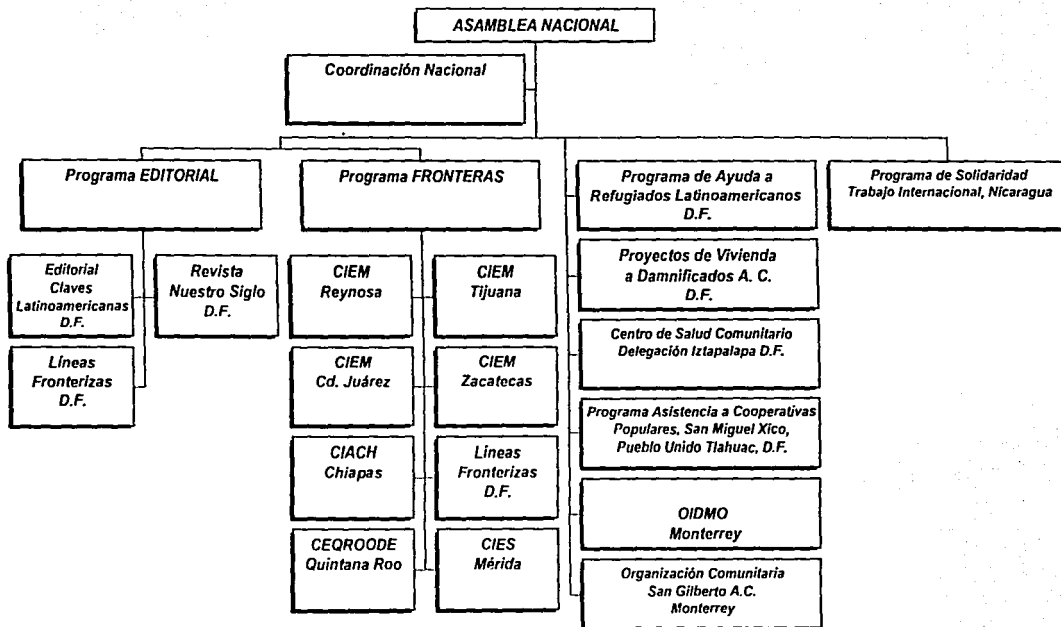 ASAMBLEA NACIONAL
Coordinación Nacional
Programa EDITORIAL
Programa FRONTERAS
Programa de Ayuda a
Refugiados Latinoamericanos
D.F.
Programa de Solidaridad
Trabajo Internacional, Nicaragua
Editorial
Claves
Latinoamericanas
D.F.
Revista
Nuestro Siglo
D.F.
Líneas
Fronterizas
D.F.
CIEM
Reynosa
CIEM
Tijuana
CIEM
Cd. Juárez
CIEM
Zacatecas
CIACH
Chiapas
Líneas
Fronterizas
D.F.
CEQROODE
Quintana Roo
CIES
Mérida
Proyectos de Vivienda
a Damnificados A. C.
D.F.
Centro de Salud Comunitario
Delegación Iztapalapa D.F.
Programa Asistencia a Cooperativas
Populares, San Miguel Xico,
Pueblo Unido Tlahuac, D.F.
OIDMO
Monterrey
Organización Comunitaria
San Gilberto A.C.
Monterrey